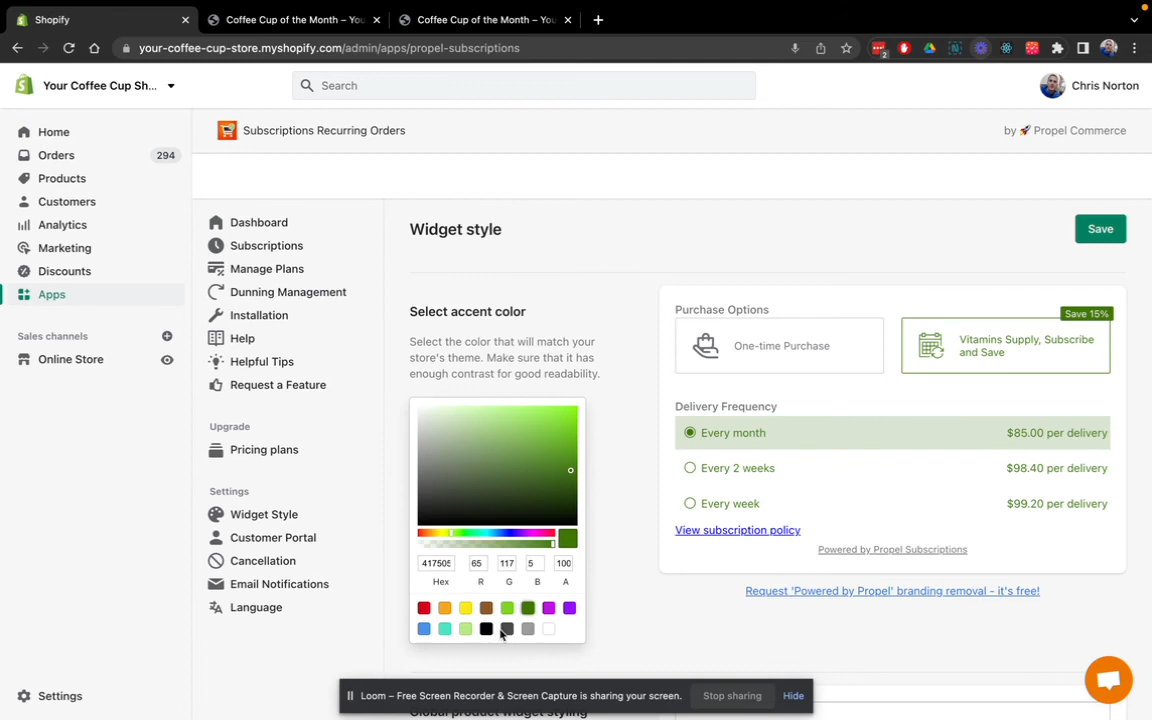 Shopify
Coffee Cup of the Month – You
Coffee Cup of the Month – You
your-coffee-cup-store.myshopify.com/admin/apps/propel-subscriptions
2
Your Coffee Cup Sh...
Search
Chris Norton
Home
Orders
294
Products
Customers
Analytics
Marketing
Discounts
Apps
Sales channels
Online Store
Settings
Subscriptions Recurring Orders
by 🚀 Propel Commerce
Dashboard
Subscriptions
Manage Plans
Dunning Management
Installation
Help
Helpful Tips
Request a Feature
Upgrade
Pricing plans
Settings
Widget Style
Customer Portal
Cancellation
Email Notifications
Language
Widget style
Save
Select accent color
Select the color that will match your
store's theme. Make sure that it has
enough contrast for good readability.
417505
65
117
5
100
Hex
R
G
B
A
Purchase Options
Save 15%
One-time Purchase
Vitamins Supply, Subscribe
and Save
Delivery Frequency
Every month
$85.00 per delivery
Every 2 weeks
$98.40 per delivery
Every week
$99.20 per delivery
View subscription policy
Powered by Propel Subscriptions
Request 'Powered by Propel' branding removal - it's free!
Loom – Free Screen Recorder & Screen Capture is sharing your screen.
Stop sharing
Hide
Global product widget styling